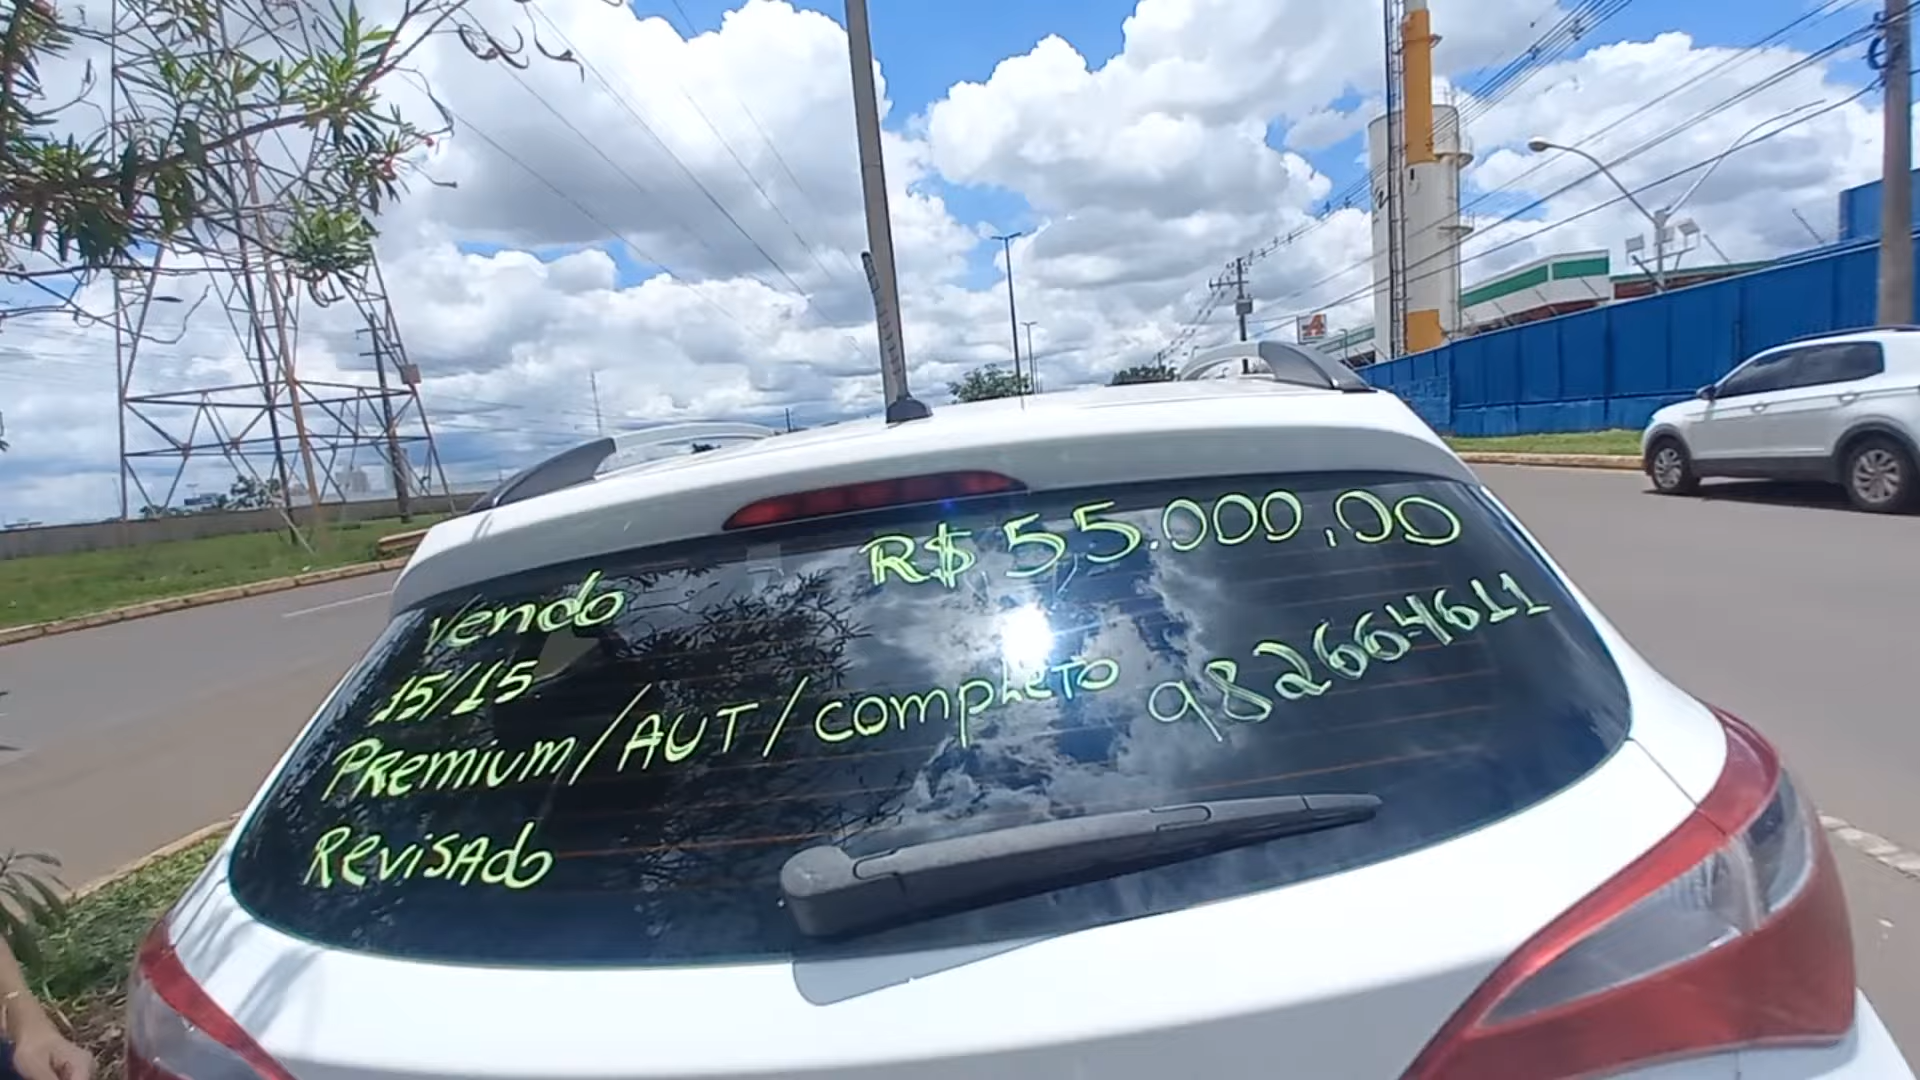 R$ 55.000,00
Vendo
15/15
Premium/AUT/completo 982664611
Revisado